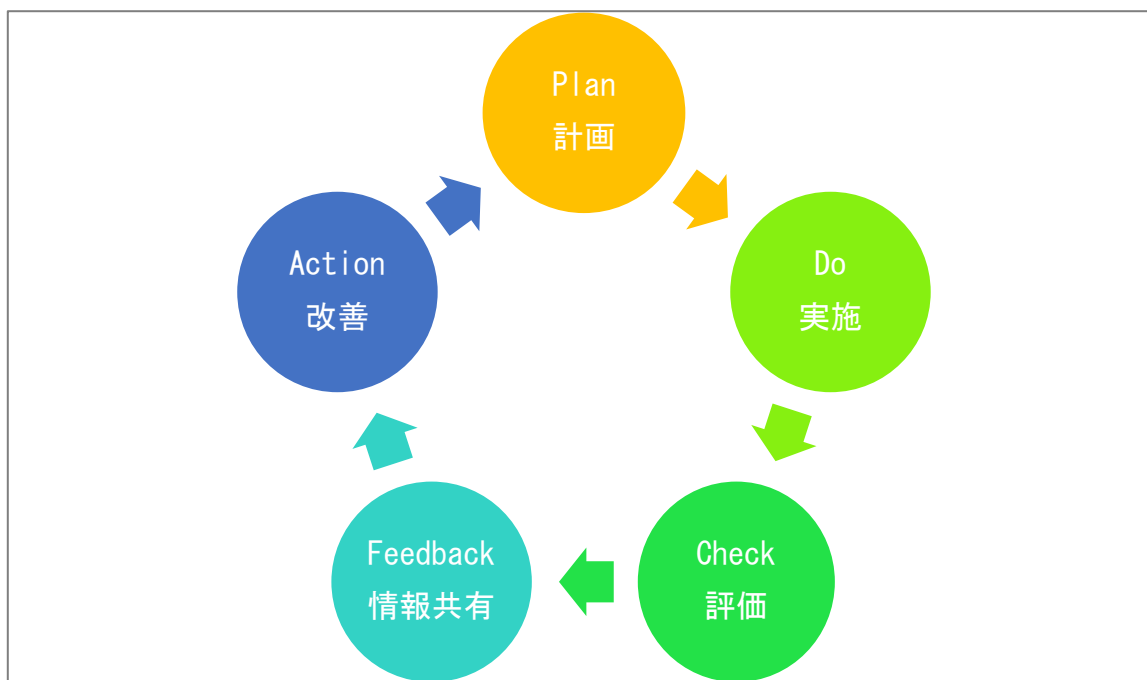 Plan
計画
Do
実施
Check
評価
Feedback
情報共有
Action
改善